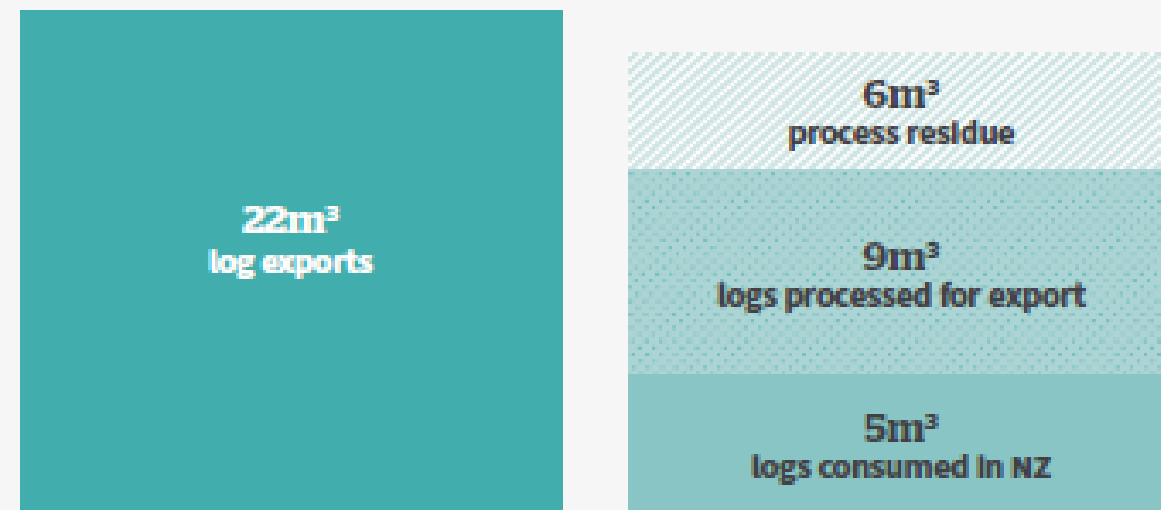 22m³
log exports
6m³
process residue
9m³
logs processed for export
5m³
logs consumed in NZ